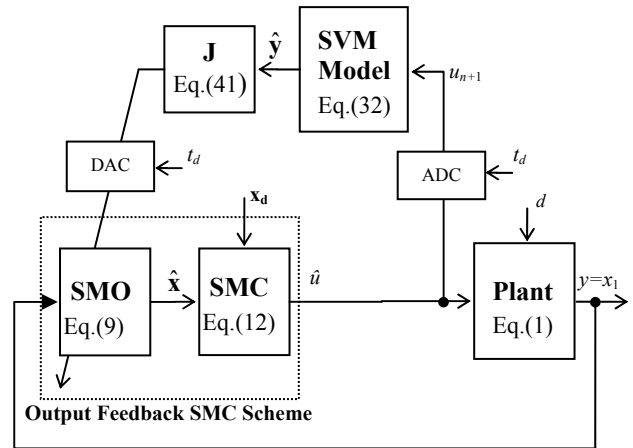 J
Eq.(41)
ŷ
SVM
Model
Eq.(32)
u_{n+1}
DAC
t_d
ADC
t_d
x_d
d
SMO
Eq.(9)
x̂
SMC
Eq.(12)
û
Plant
Eq.(1)
y=x_1
Output Feedback SMC Scheme